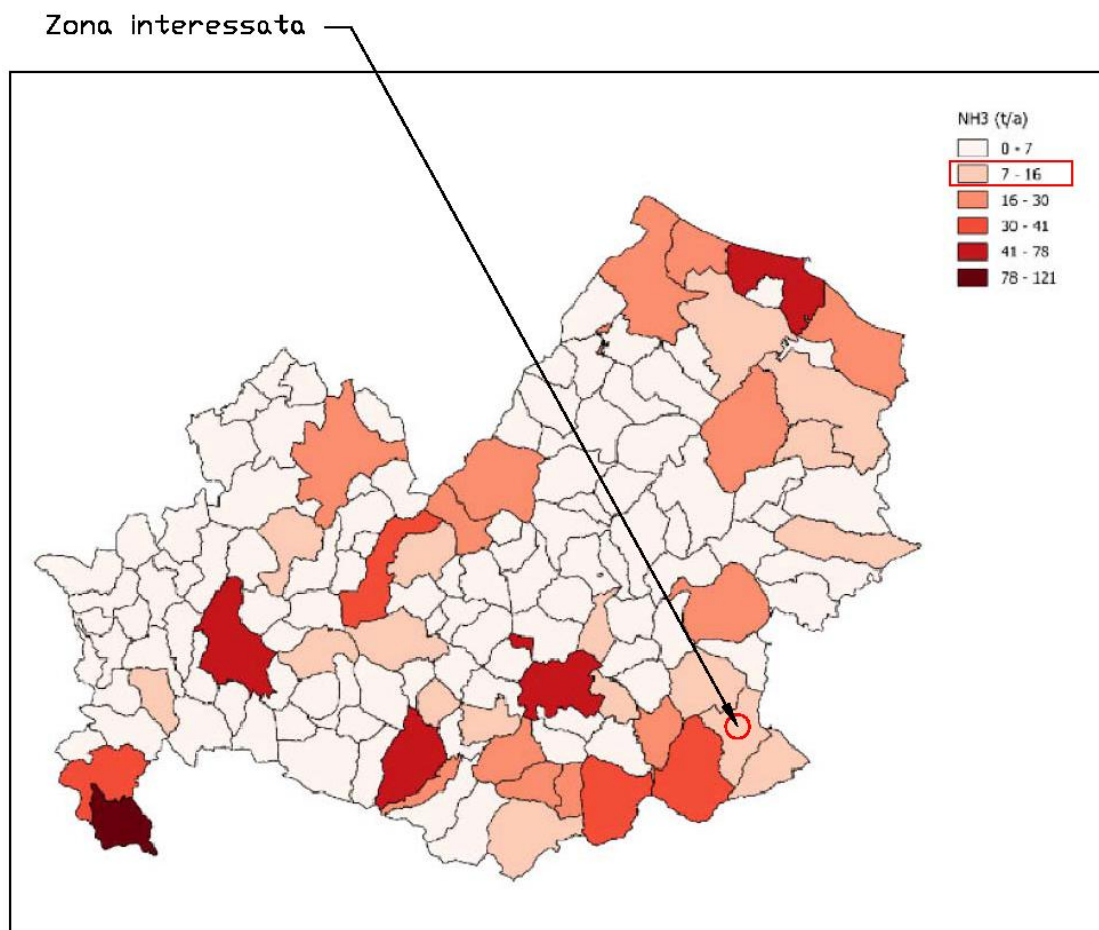 Zona interessata
NH3 (t/a)
0 - 7
7 - 16
16 - 30
30 - 41
41 - 78
78 - 121